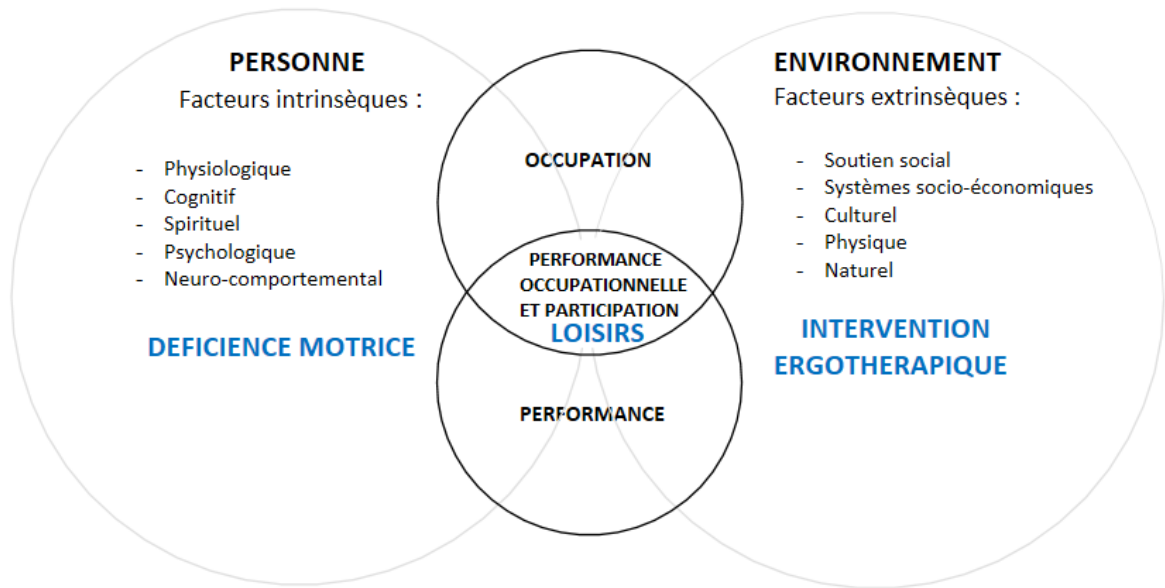 PERSONNE
Facteurs intrinsèques :
- Physiologique
- Cognitif
- Spirituel
- Psychologique
- Neuro-comportemental
DEFICIENCE MOTRICE
OCCUPATION
PERFORMANCE
OCCUPATIONNELLE
ET PARTICIPATION
LOISIRS
PERFORMANCE
ENVIRONNEMENT
Facteurs extrinsèques :
- Soutien social
- Systèmes socio-économiques
- Culturel
- Physique
- Naturel
INTERVENTION
ERGOTHERAPIQUE